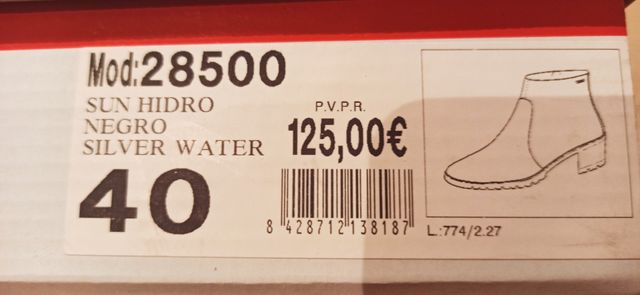 Mod:28500
SUN HIDRO
NEGRO
SILVER WATER
40
P.V.P.R.
125,00€
8 428712 138187
L:774/2.27